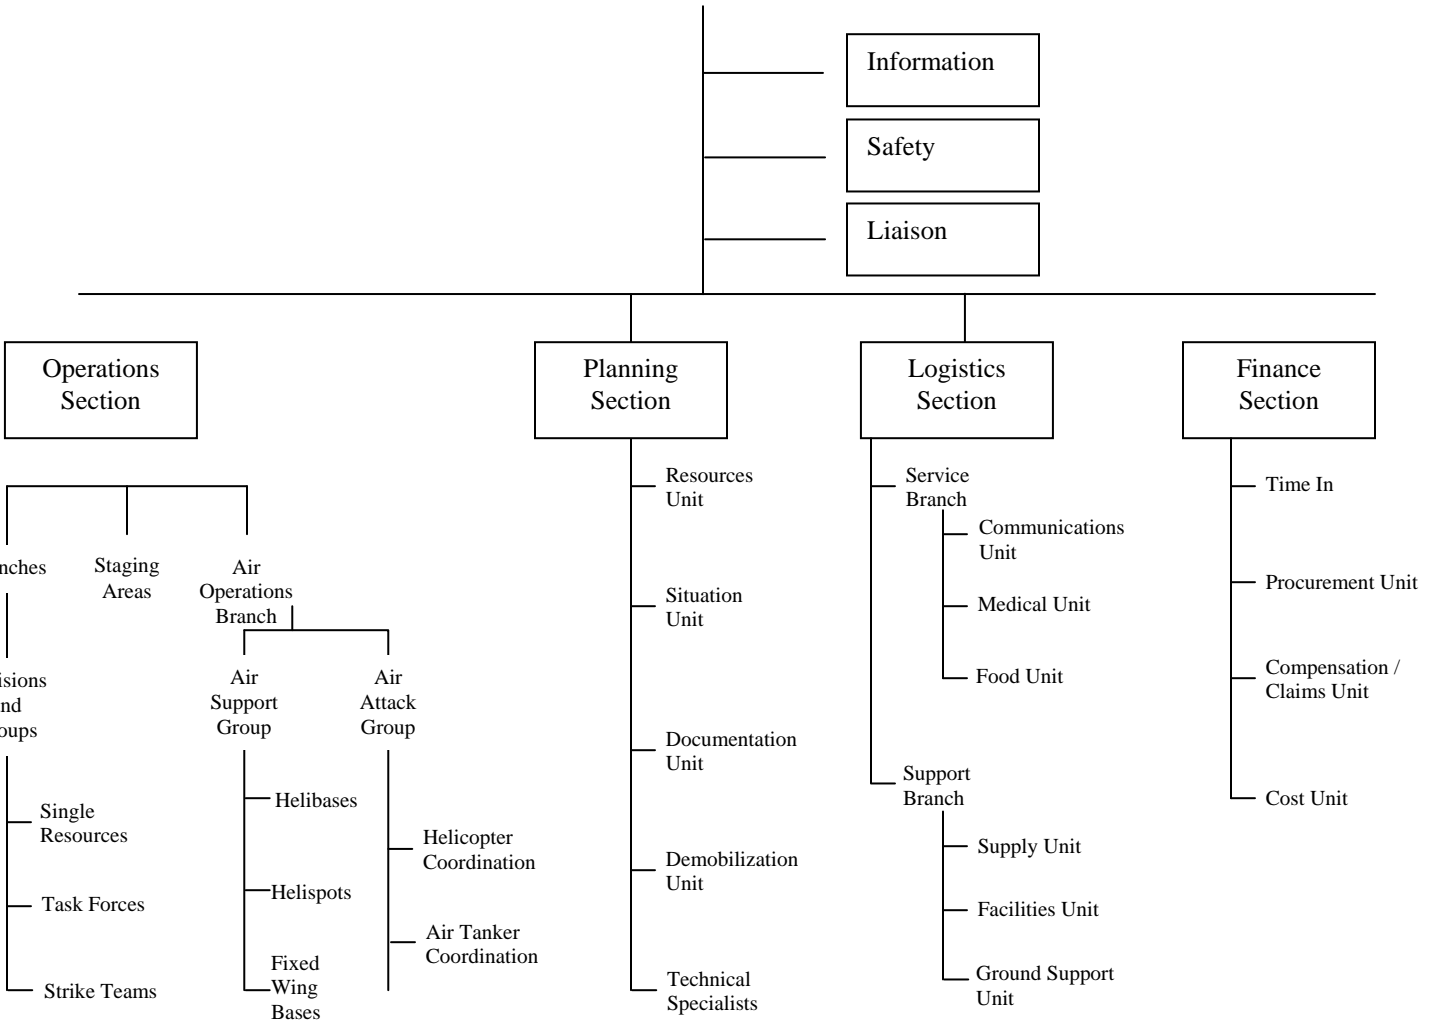 Information
Safety
Liaison
Operations
Section
Planning
Section
Logistics
Section
Finance
Section
Staging
Areas
Air
Operations
Branch
Air
Support
Group
Air
Attack
Group
Single
Resources
Task Forces
Strike Teams
Helibases
Helispots
Fixed
Wing
Bases
Helicopter
Coordination
Air Tanker
Coordination
Resources
Unit
Situation
Unit
Documentation
Unit
Demobilization
Unit
Technical
Specialists
Service
Branch
Communications
Unit
Medical Unit
Food Unit
Support
Branch
Supply Unit
Facilities Unit
Ground Support
Unit
Time In
Procurement Unit
Compensation /
Claims Unit
Cost Unit